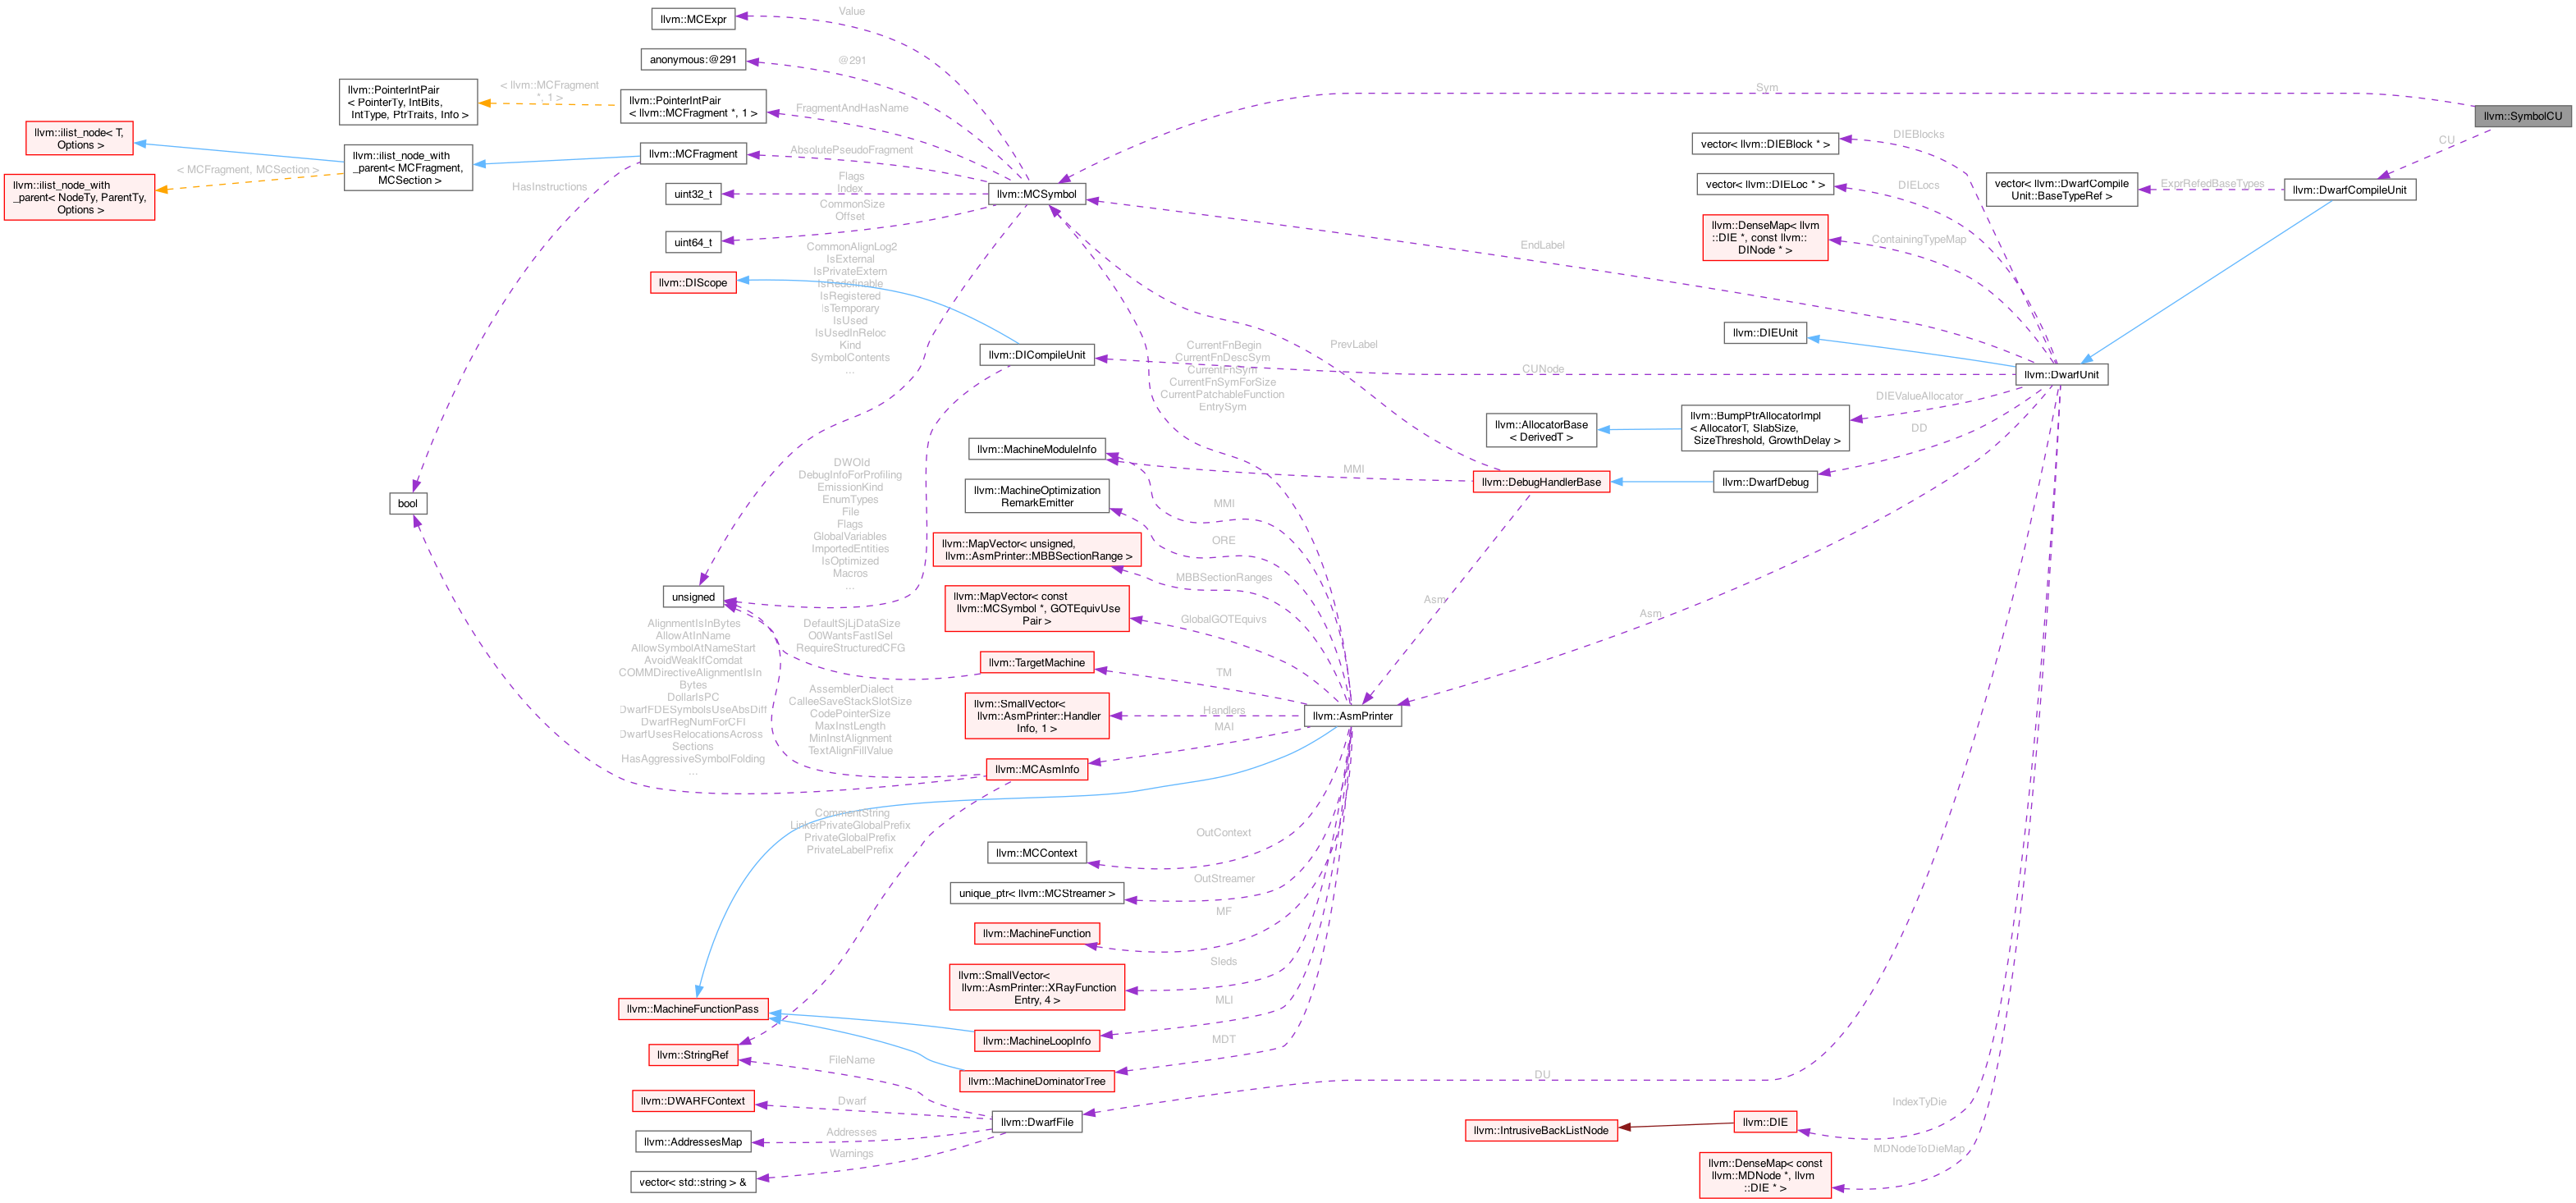 llvm::MCExpr
Value
anonymous:@291
@291
llvm::PointerIntPair
< PointerTy, IntBits,
IntType, PtrTraits, Info >
< llvm::MCFragment
*, 1 >
llvm::PointerIntPair
< llvm::MCFragment *, 1 >
FragmentAndHasName
Sym
llvm::SymbolCU
llvm::ilist_node< T,
Options >
llvm::ilist_node_with
_parent< MCFragment,
MCSection >
llvm::MCFragment
AbsolutePseudoFragment
vector< llvm::DIEBlock * >
DIEBlocks
CU
llvm::ilist_node_with
_parent< NodeTy, ParentTy,
Options >
< MCFragment, MCSection >
HasInstructions
uint32_t
Flags
Index
llvm::MCSymbol
vector< llvm::DIELoc * >
DIELocs
vector< llvm::DwarfCompile
Unit::BaseTypeRef >
ExprRefedBaseTypes
llvm::DwarfCompileUnit
uint64_t
CommonSize
Offset
llvm::DenseMap< llvm
::DIE *, const llvm::
DINode * >
ContainingTypeMap
EndLabel
CommonAlignLog2
IsExternal
IsPrivateExtern
IsRedefinable
IsRegistered
IsTemporary
IsUsed
IsUsedInReloc
Kind
SymbolContents
...
llvm::DIScope
llvm::DICompileUnit
CurrentFnBegin
CurrentFnDescSym
CurrentFnSym
CurrentFnSymForSize
CurrentPatchableFunction
EntrySym
PrevLabel
CUNode
llvm::DIEUnit
llvm::DwarfUnit
llvm::AllocatorBase
< DerivedT >
llvm::BumpPtrAllocatorImpl
< AllocatorT, SlabSize,
SizeThreshold, GrowthDelay >
DIEValueAllocator
DD
llvm::MachineModuleInfo
MMI
llvm::DebugHandlerBase
llvm::DwarfDebug
bool
DWOId
DebugInfoForProfiling
EmissionKind
EnumTypes
File
Flags
GlobalVariables
ImportedEntities
IsOptimized
Macros
...
llvm::MachineOptimization
RemarkEmitter
MMI
ORE
llvm::MapVector< unsigned,
llvm::AsmPrinter::MBBSectionRange >
MBBSectionRanges
unsigned
llvm::MapVector< const
llvm::MCSymbol *, GOTEquivUse
Pair >
GlobalGOTEquivs
Asm
Asm
AlignmentIsInBytes
AllowAtInName
AllowSymbolAtNameStart
AvoidWeakIfComdat
COMMDirectiveAlignmentIsIn
Bytes
DollarIsPC
DwarfFDESymbolsUseAbsDiff
DwarfRegNumForCFI
DwarfUsesRelocationsAcross
Sections
HasAggressiveSymbolFolding
...
DefaultSjLjDataSize
O0WantsFastISel
RequireStructuredCFG
llvm::TargetMachine
TM
AssemblerDialect
CalleeSaveStackSlotSize
CodePointerSize
MaxInstLength
MinInstAlignment
TextAlignFillValue
llvm::SmallVector<
llvm::AsmPrinter::Handler
Info, 1 >
Handlers
MAI
llvm::AsmPrinter
llvm::MCAsmInfo
CommentString
LinkerPrivateGlobalPrefix
PrivateGlobalPrefix
PrivateLabelPrefix
llvm::MCContext
OutContext
unique_ptr< llvm::MCStreamer >
OutStreamer
llvm::MachineFunction
MF
llvm::SmallVector<
llvm::AsmPrinter::XRayFunction
Entry, 4 >
Sleds
llvm::MachineFunctionPass
llvm::MachineLoopInfo
MLI
llvm::StringRef
FileName
llvm::MachineDominatorTree
MDT
DU
llvm::DWARFContext
Dwarf
llvm::DwarfFile
llvm::AddressesMap
Addresses
vector< std::string > &
Warnings
llvm::IntrusiveBackListNode
llvm::DIE
IndexTyDie
llvm::DenseMap< const
llvm::MDNode *, llvm
::DIE * >
MDNodeToDieMap